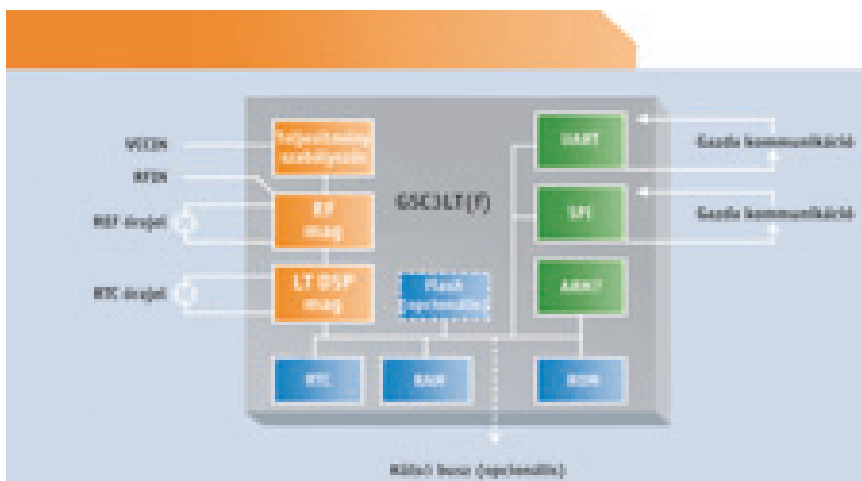 VCCIN
RFIN
REF órajel
RTC órajel
Teljesítmény
szabályozás
RF
mag
LT DSP
mag
GSC3LT(f)
Flash
(opcionális)
UART
SPI
ARM7
RTC
RAM
ROM
Gazda kommunikáció
Gazda kommunikáció
Külső busz (opcionális)